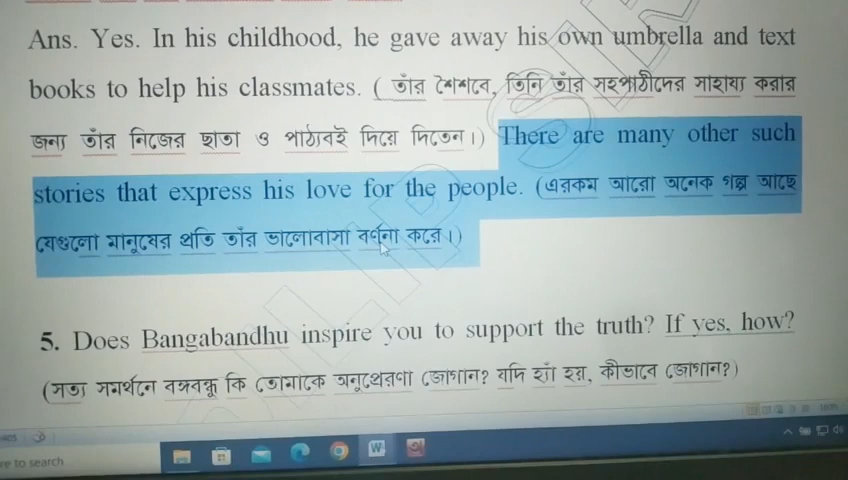 Ans. Yes. In his childhood, he gave away his own umbrella and text
books to help his classmates. ( তাঁর শৈশবে, তিনি তাঁর সহপাঠীদের সাহায্য করার
জন্য তাঁর নিজের ছাতা ও পাঠ্যবই দিয়ে দিতেন।) There are many other such
stories that express his love for the people. (এরকম আরো অনেক গল্প আছে
যেগুলো মানুষের প্রতি তাঁর ভালোবাসা বর্ণনা করে।)
5. Does Bangabandhu inspire you to support the truth? If yes, how?
(সত্য সমর্থনে বঙ্গবন্ধু কি তোমাকে অনুপ্রেরণা জোগান? যদি হ্যাঁ হয়, কীভাবে জোগান?)
re to search